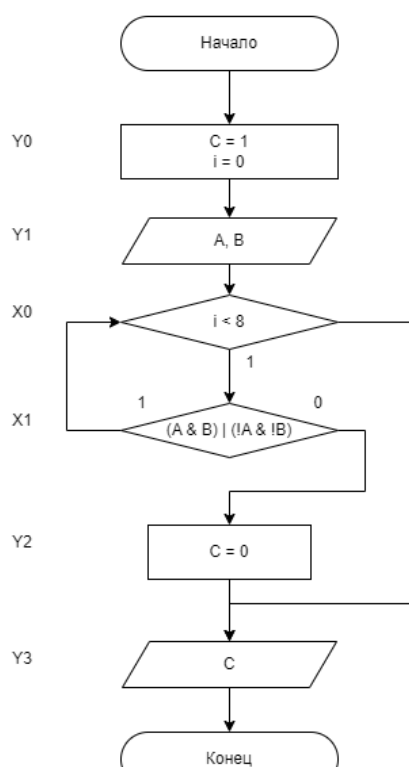 Начало
Y0
C = 1
i = 0
Y1
A, B
X0
i < 8
1
1
0
X1
(A & B) | (!A & !B)
Y2
C = 0
Y3
C
Конец